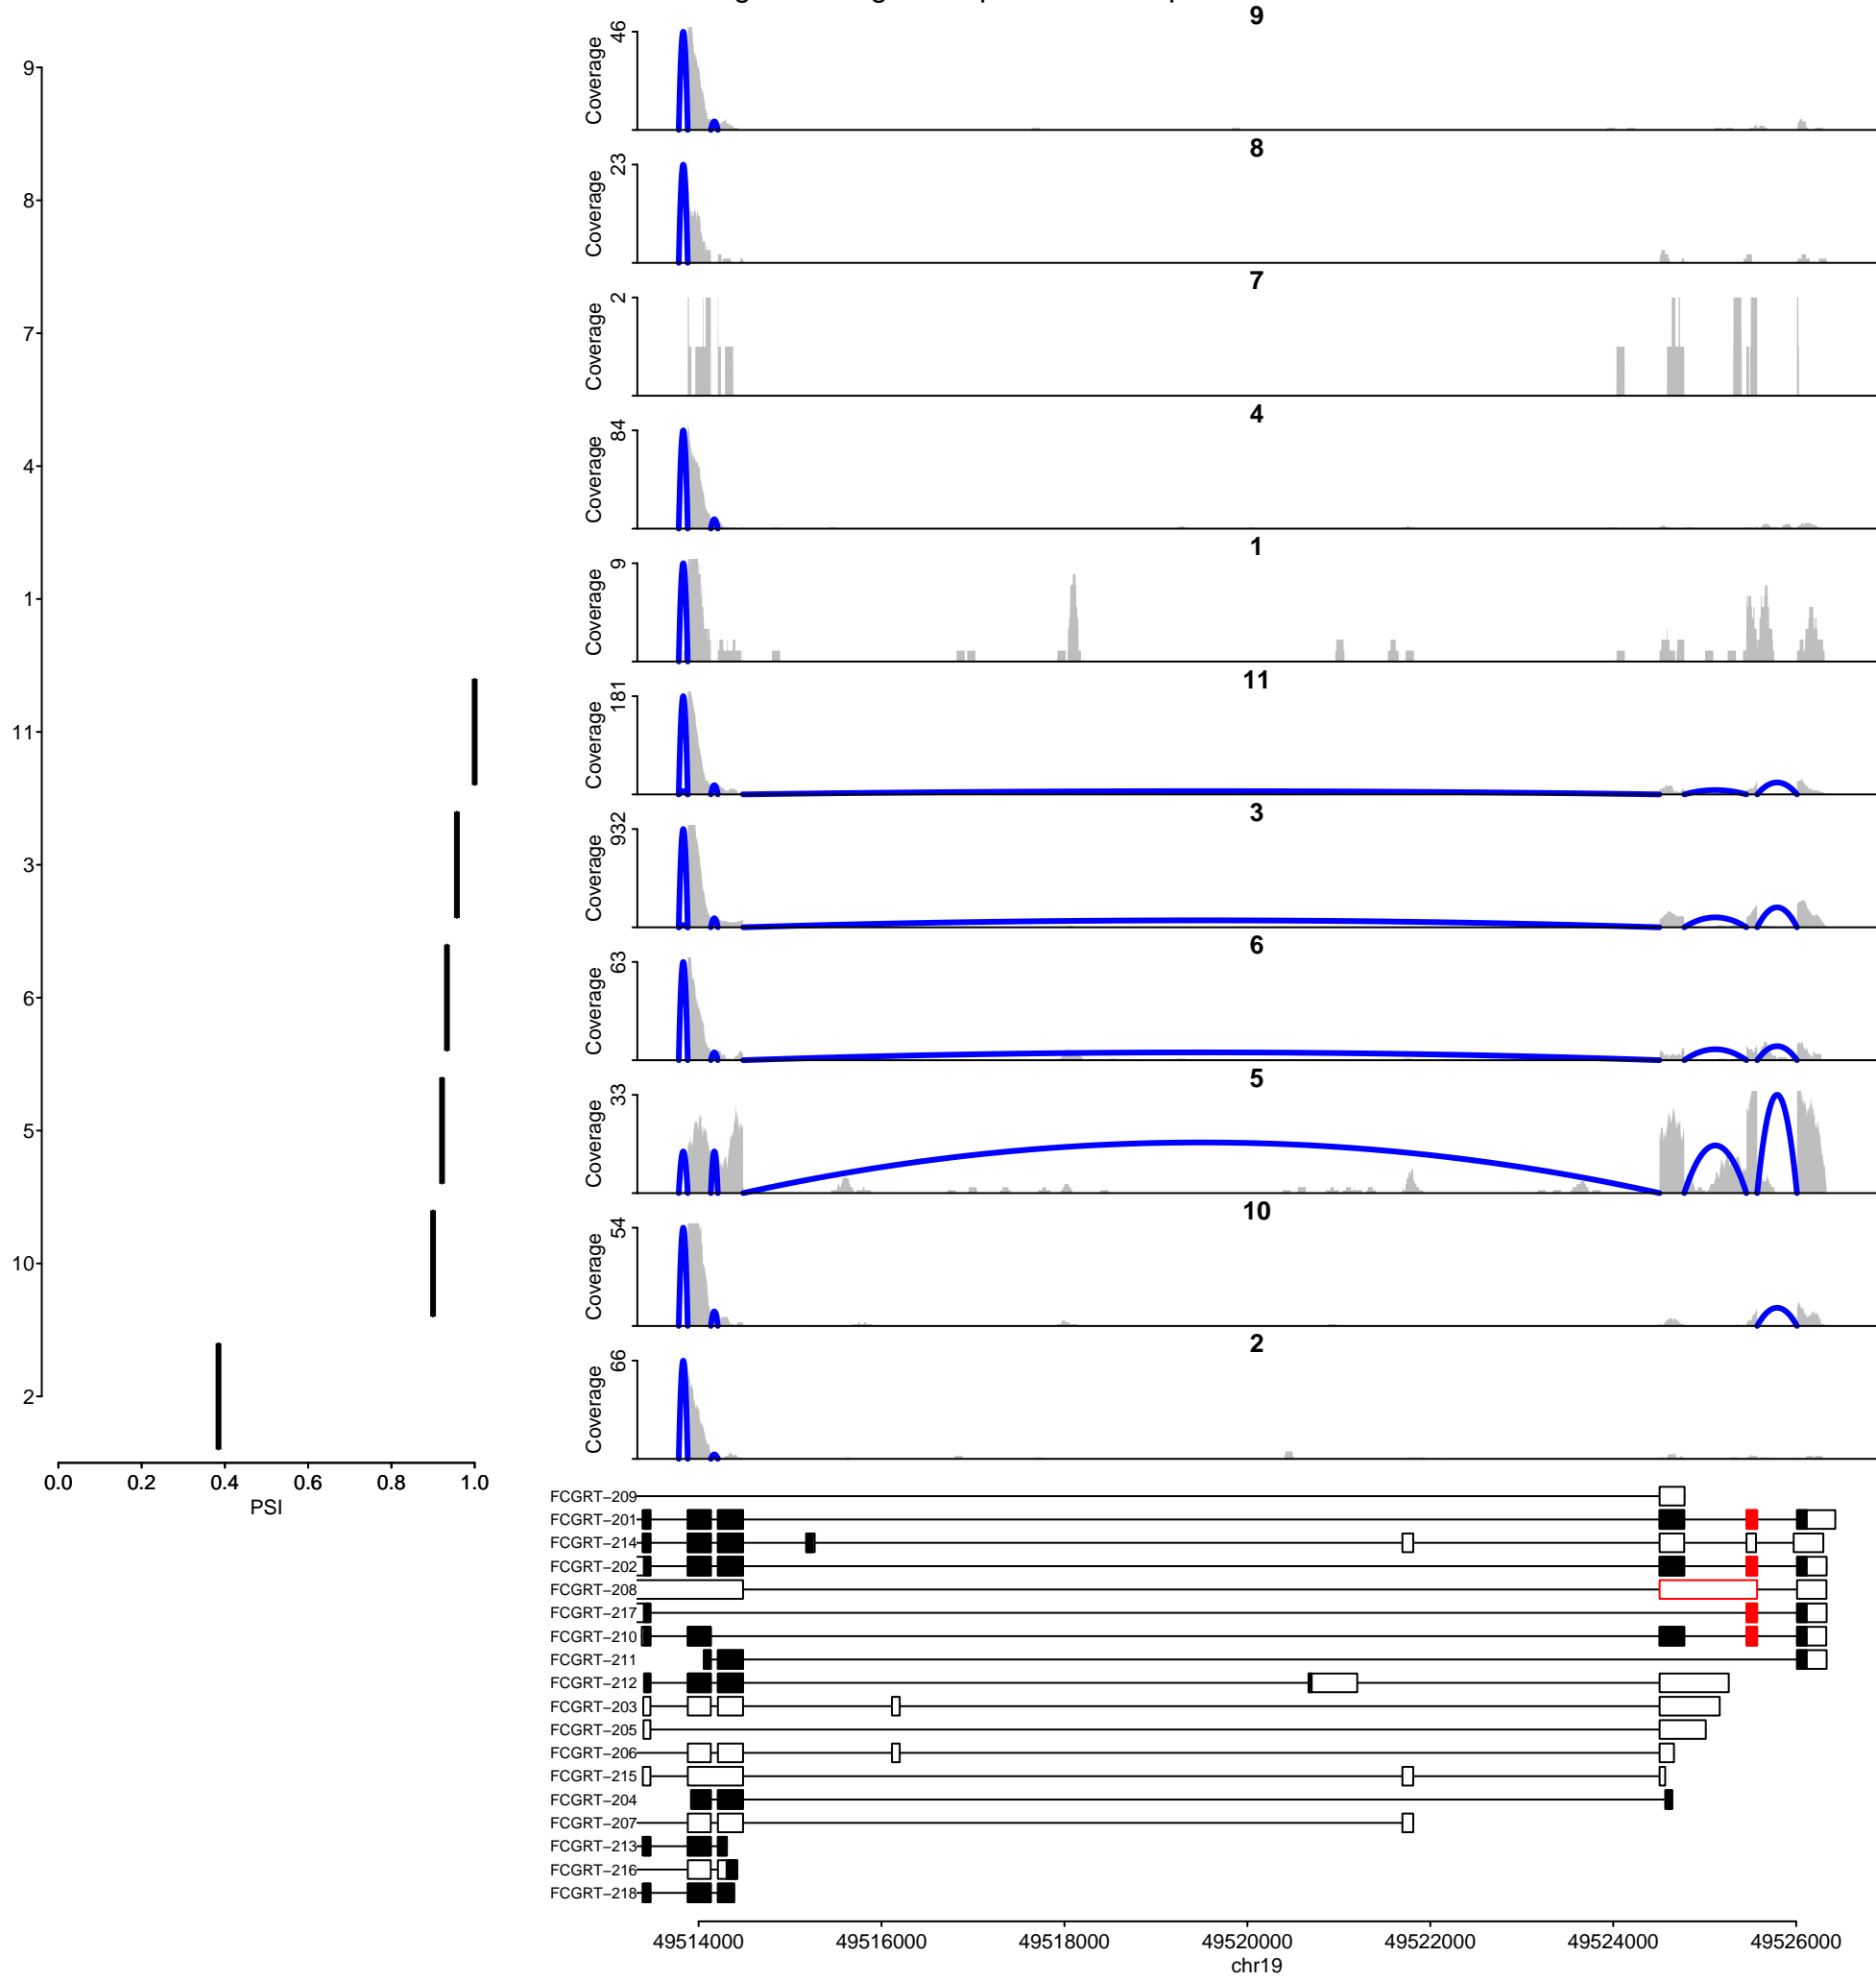 9
46
Coverage
8
23
Coverage
7
2
Coverage
4
84
Coverage
1
9
Coverage
11
181
Coverage
3
932
Coverage
6
63
Coverage
5
33
Coverage
10
54
Coverage
2
66
Coverage
9
8
7
4
1
11
3
6
5
10
2
0.0 0.2 0.4 0.6 0.8 1.0
PSI
FCGRT−209
FCGRT−201
FCGRT−214
FCGRT−202
FCGRT−208
FCGRT−217
FCGRT−210
FCGRT−211
FCGRT−212
FCGRT−203
FCGRT−205
FCGRT−206
FCGRT−215
FCGRT−204
FCGRT−207
FCGRT−213
FCGRT−216
FCGRT−218
49514000 49516000 49518000 49520000 49522000 49524000 49526000
chr19